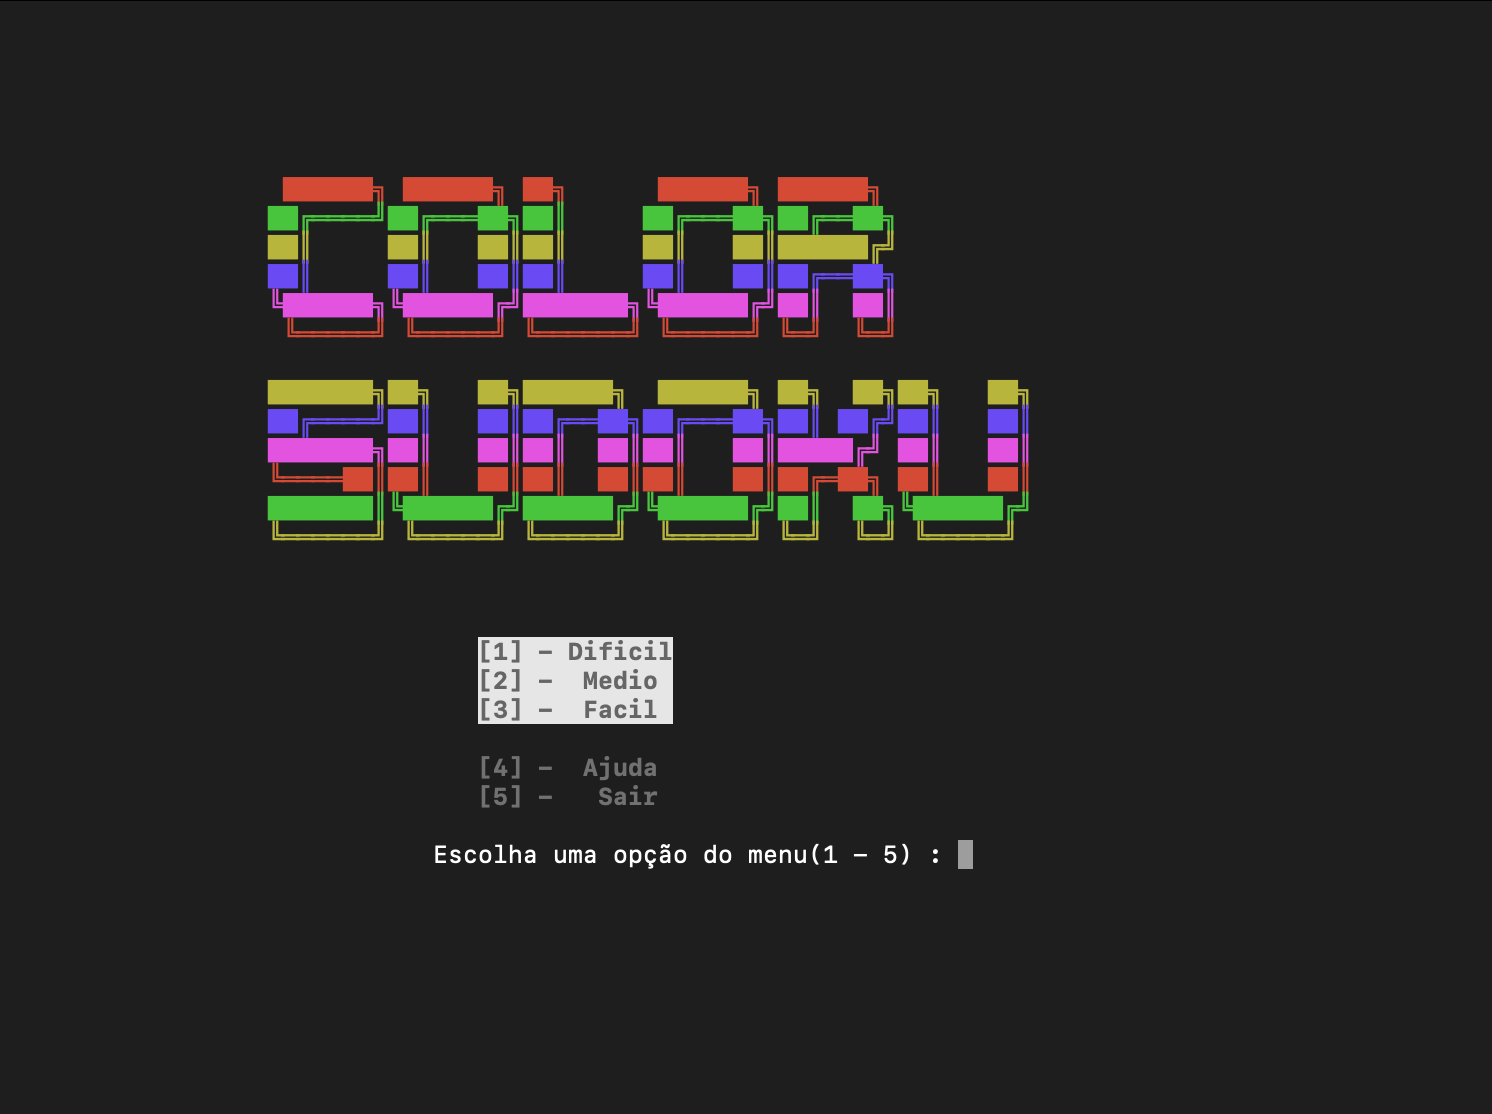 COLOR
SUDOKU
[1] - Dificil
[2] - Medio
[3] - Facil
[4] - Ajuda
[5] - Sair
Escolha uma opção do menu(1 - 5) :